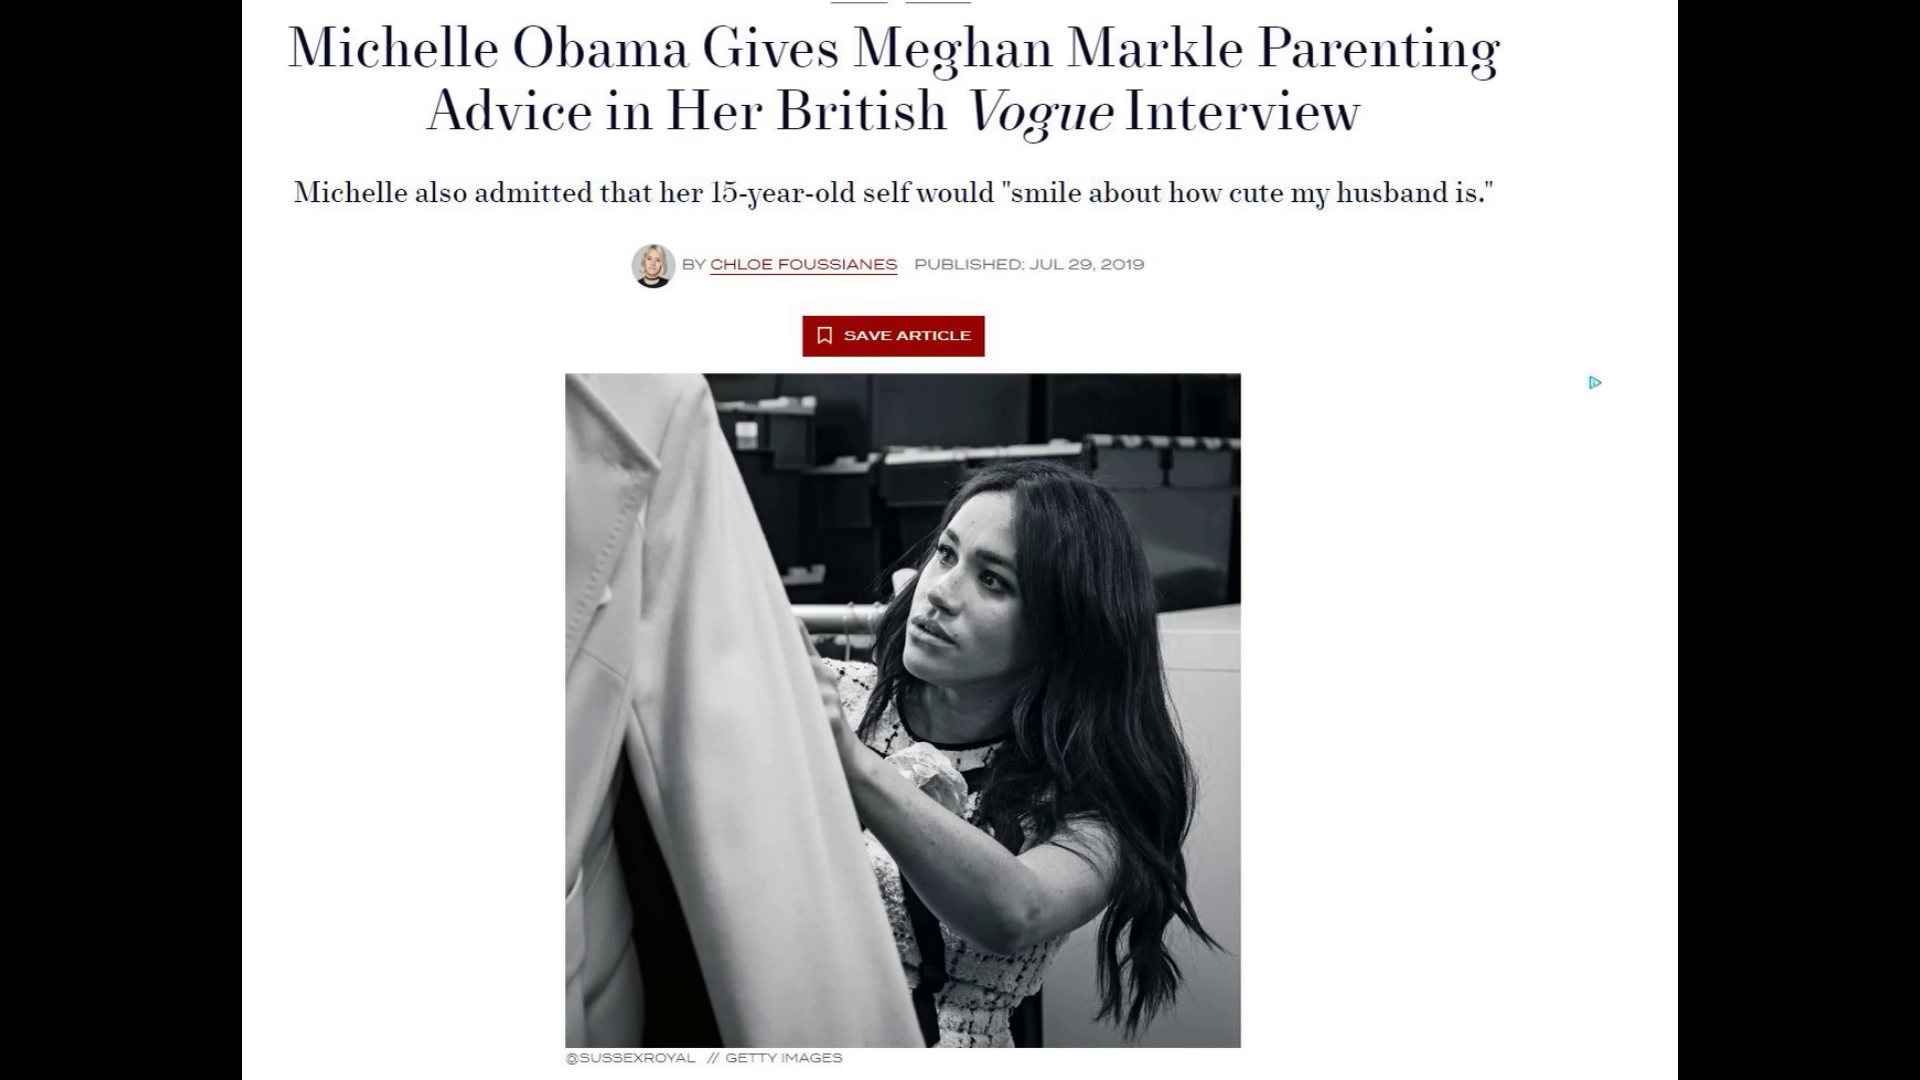 Michelle Obama Gives Meghan Markle Parenting
Advice in Her British Vogue Interview
Michelle also admitted that her 15-year-old self would "smile about how cute my husband is."
BY CHLOE FOUSSIANES PUBLISHED: JUL 29, 2019
SAVE ARTICLE
@SUSSEXROYAL // GETTY IMAGES